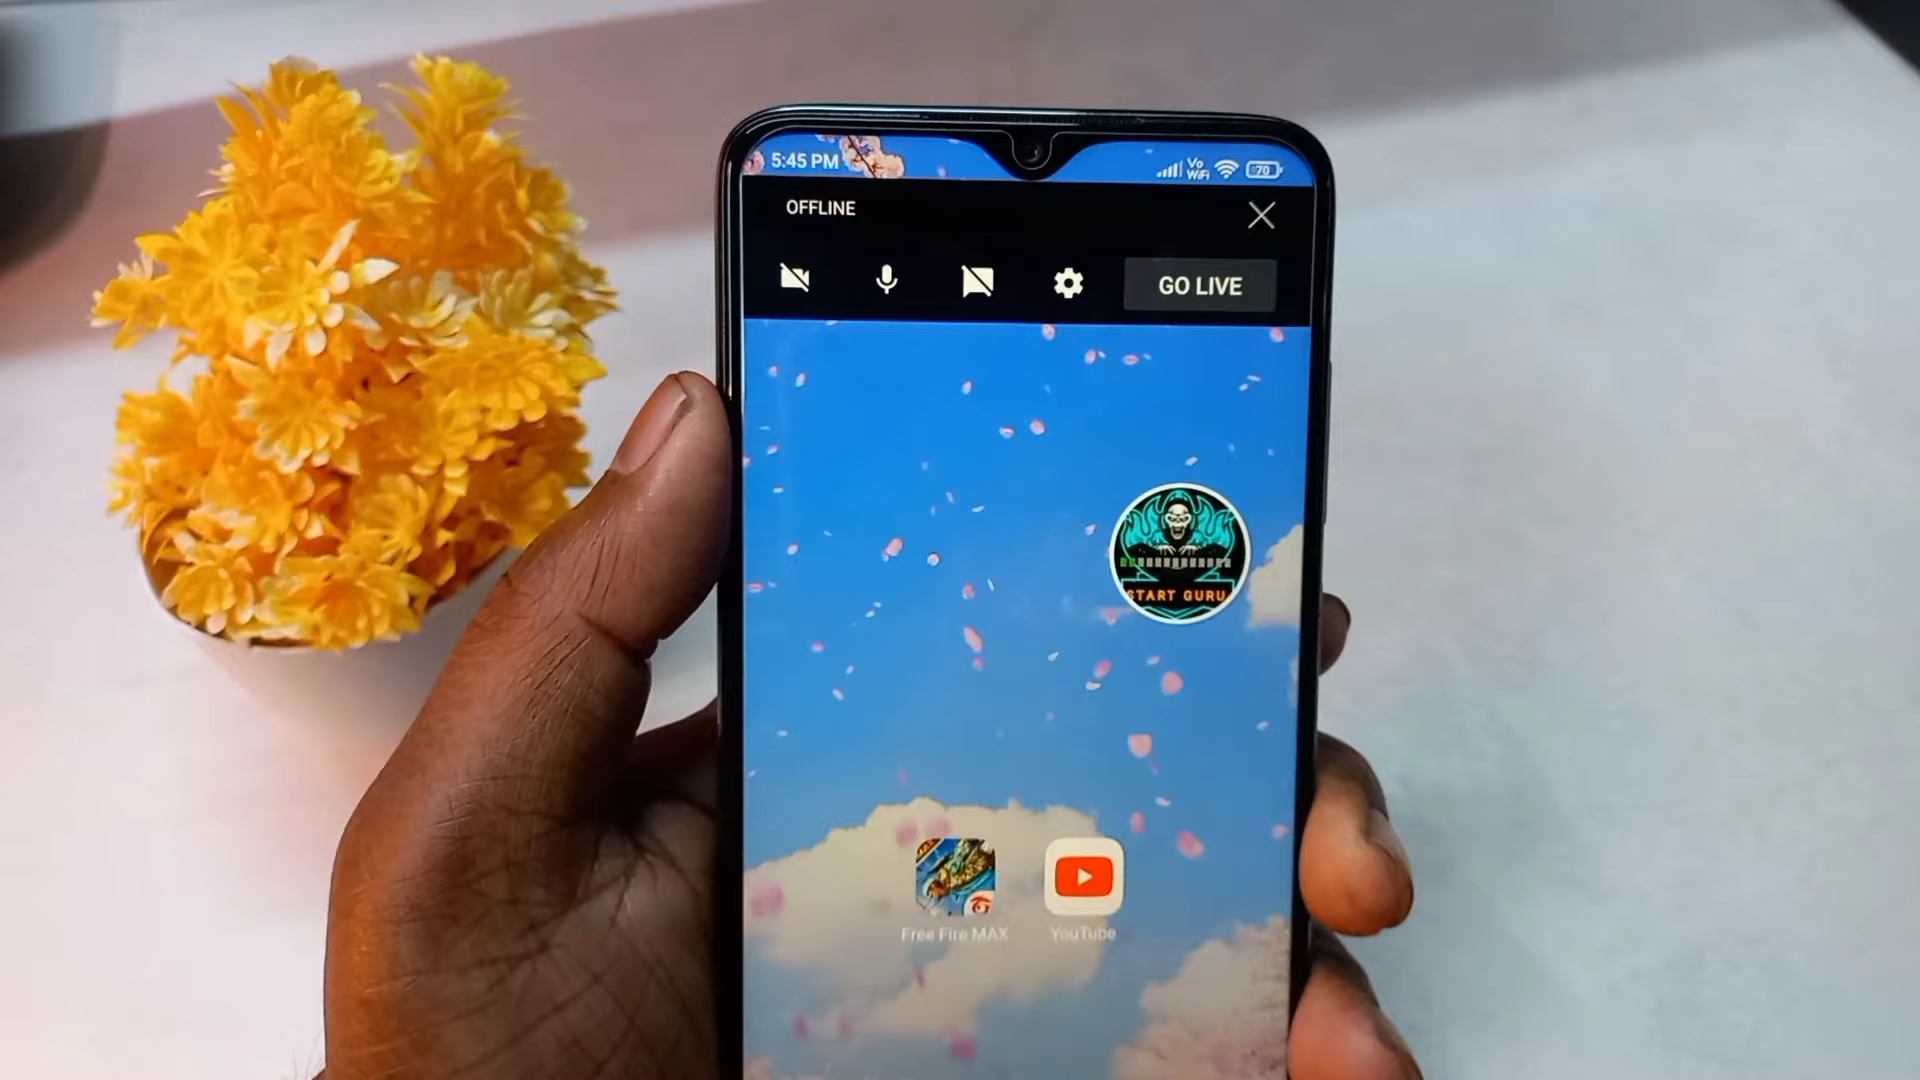 5:45 PM
Vo
WiFi
70
OFFLINE
GO LIVE
START GURU
Free Fire MAX
YouTube